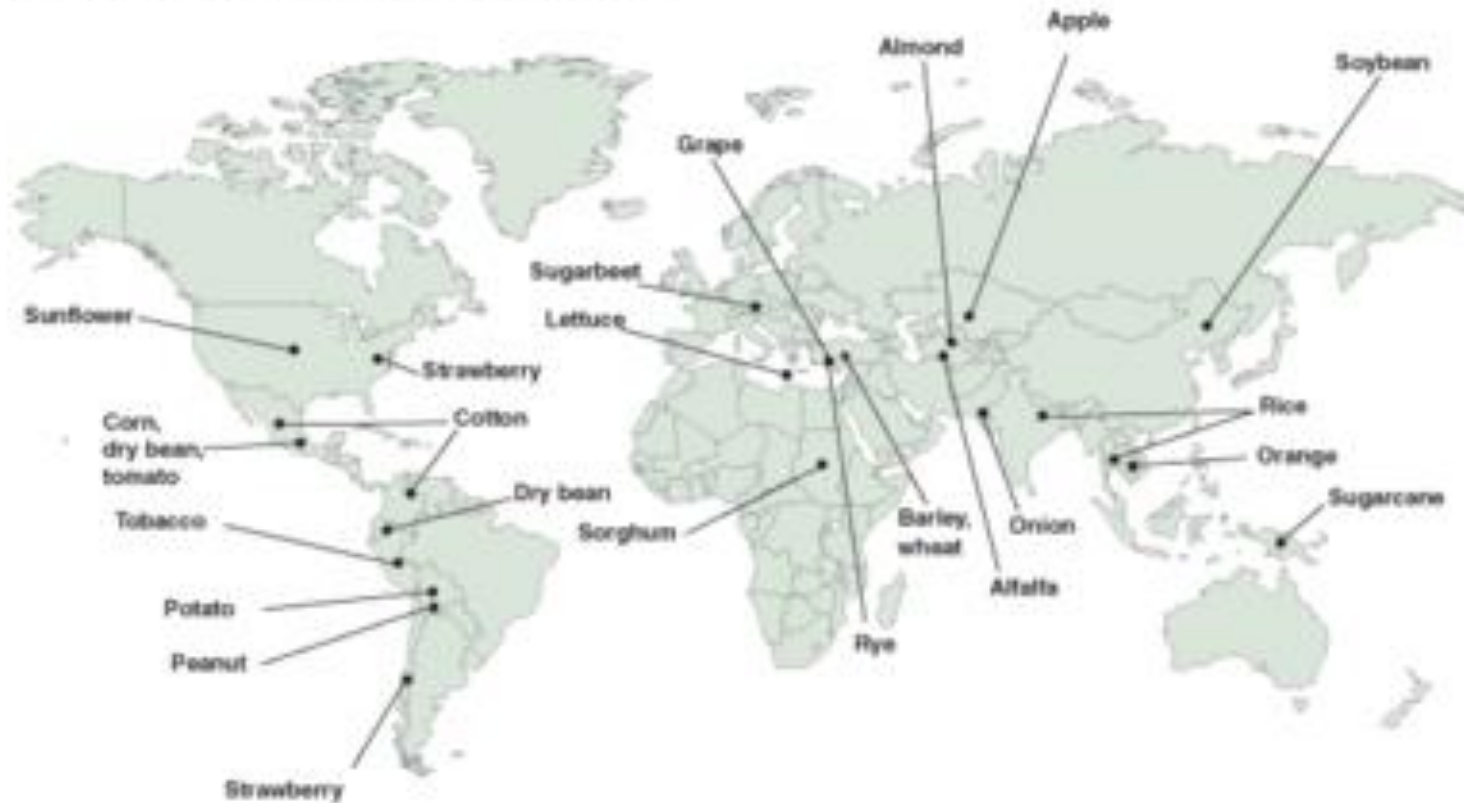 Apple
Almond
Soybean
Grape
Sugarbeet
Lettuce
Sunflower
Strawberry
Cotton
Corn,
dry bean,
tomato
Rice
Orange
Dry bean
Sugarcane
Tobacco
Sorghum
Barley,
wheat
Onion
Alfalfa
Potato
Rye
Peanut
Strawberry